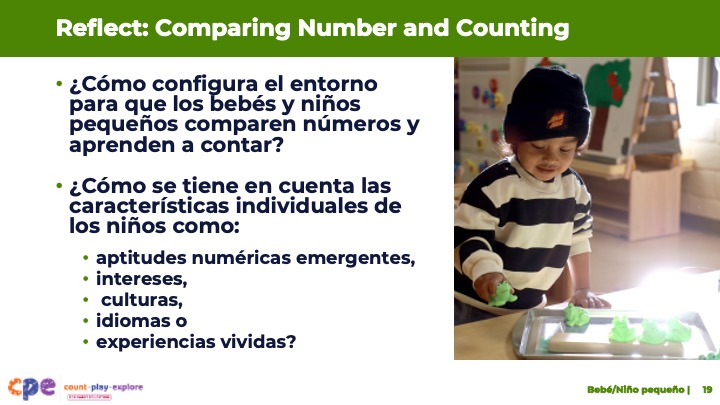 Reflect: Comparing Number and Counting
• ¿Cómo configura el entorno
para que los bebés y niños
pequeños comparen números y
aprenden a contar?
• ¿Cómo se tiene en cuenta las
características individuales de
los niños como:
• aptitudes numéricas emergentes,
• intereses,
• culturas,
• idiomas o
• experiencias vividas?
cpe count·play·explore
Bebé/Niño pequeño | 19